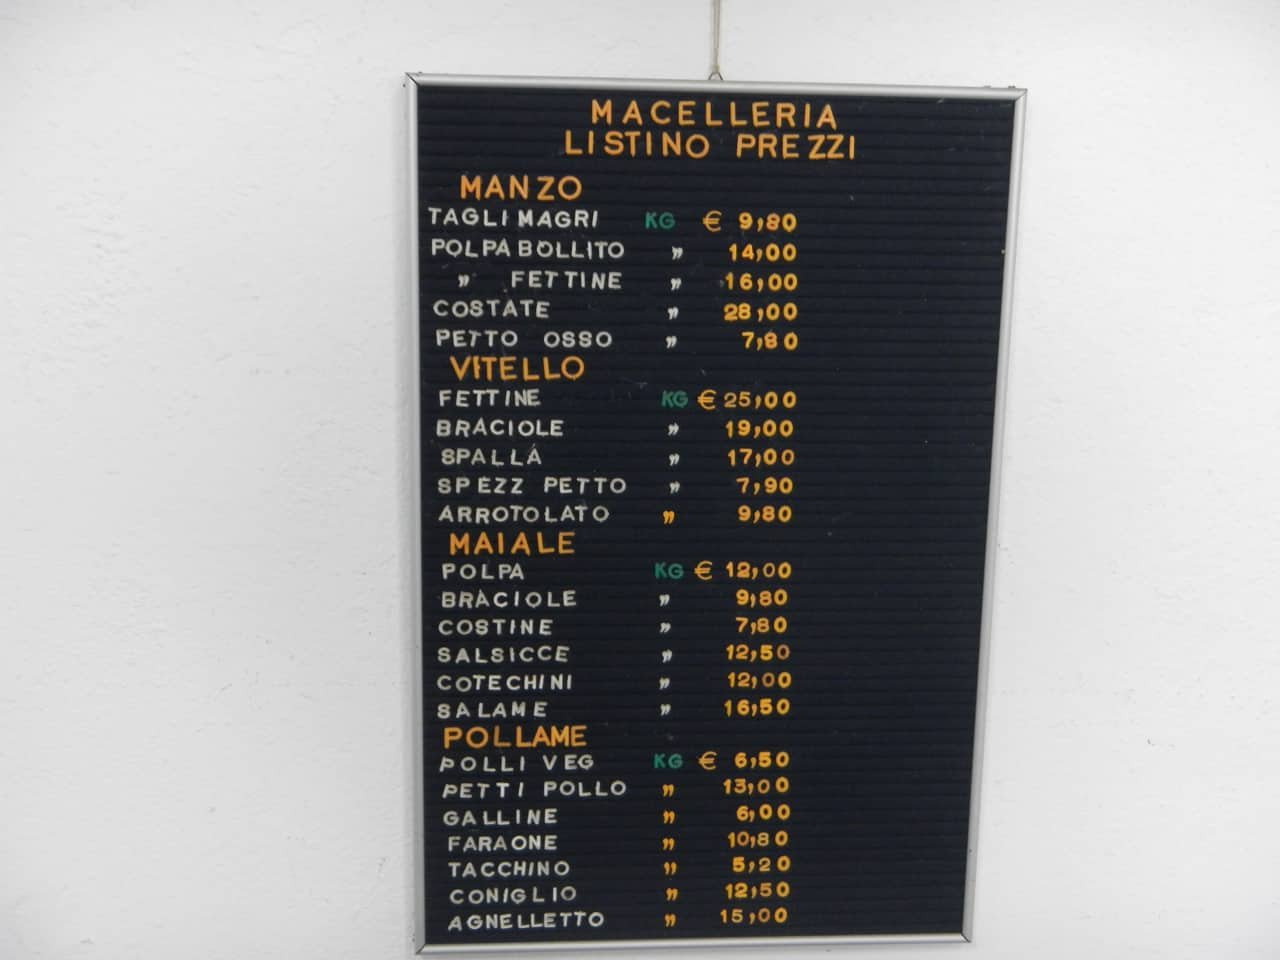 MACELLERIA
LISTINO PREZZI
MANZO
TAGLI MAGRI KG € 9,80
POLPA BOLLITO " 14,00
" FETTINE " 16,00
COSTATE " 28,00
PETTO OSSO " 7,80
VITELLO
FETTINE KG € 25,00
BRACIOLE " 19,00
SPALLA " 17,00
SPEZZ PETTO " 7,90
ARROTOLATO " 9,80
MAIALE
POLPA KG € 12,00
BRACIOLE " 9,80
COSTINE " 7,80
SALSICCE " 12,50
COTECHINI " 12,00
SALAME " 16,50
POLLAME
POLLI VEG KG € 6,50
PETTI POLLO " 13,00
GALLINE " 6,00
FARAONE " 10,80
TACCHINO " 5,20
CONIGLIO " 12,50
AGNELLETTO " 15,00